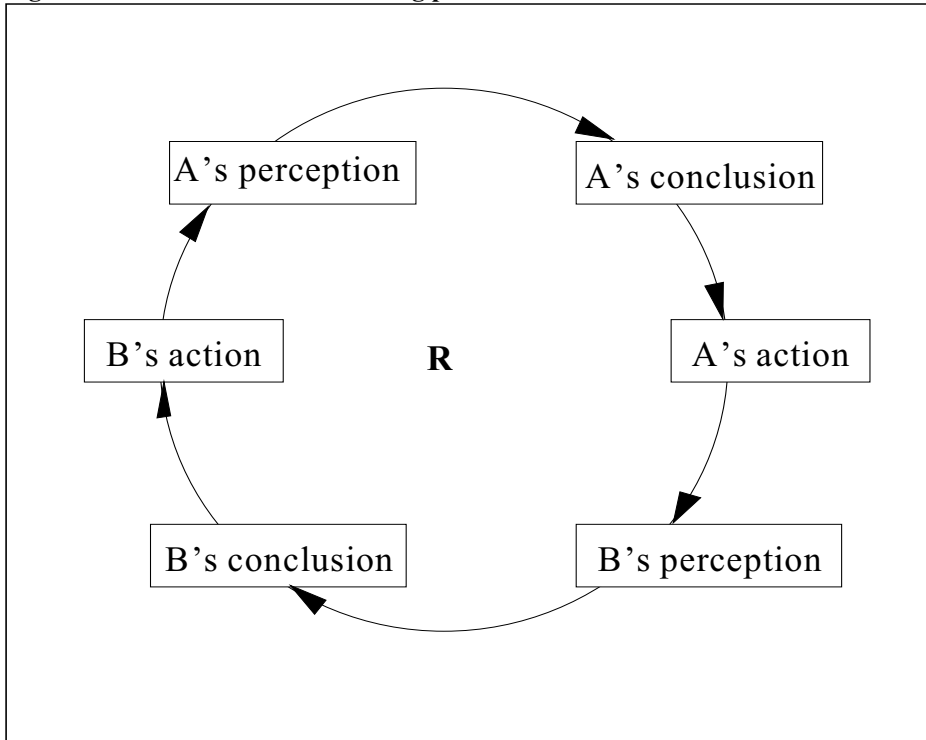 A's perception
A's conclusion
B's action
R
A's action
B's conclusion
B's perception